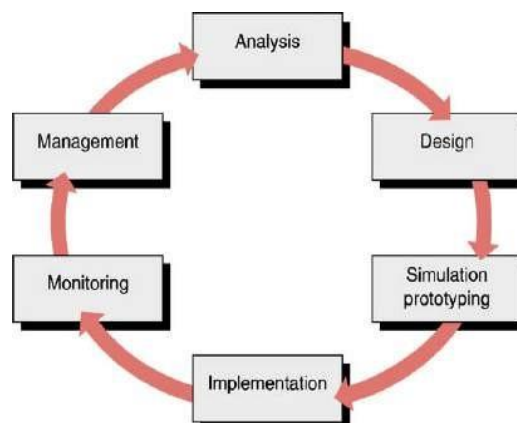 Analysis
Design
Simulation
prototyping
Implementation
Monitoring
Management